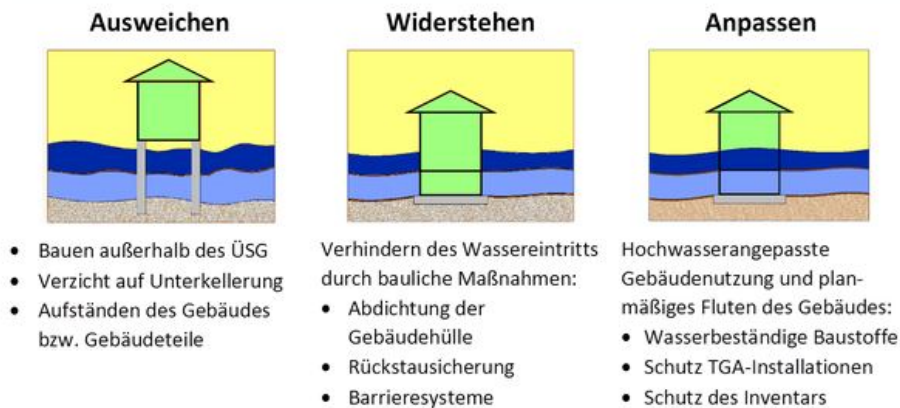 Ausweichen
• Bauen außerhalb des ÜSG
• Verzicht auf Unterkellerung
• Aufständen des Gebäudes
bzw. Gebäudeteile
Widerstehen
Verhindern des Wassereintritts
durch bauliche Maßnahmen:
• Abdichtung der
Gebäudehülle
• Rückstausicherung
• Barrieresysteme
Anpassen
Hochwasserangepasste
Gebäudenutzung und plan-
mäßiges Fluten des Gebäudes:
• Wasserbeständige Baustoffe
• Schutz TGA-Installationen
• Schutz des Inventars